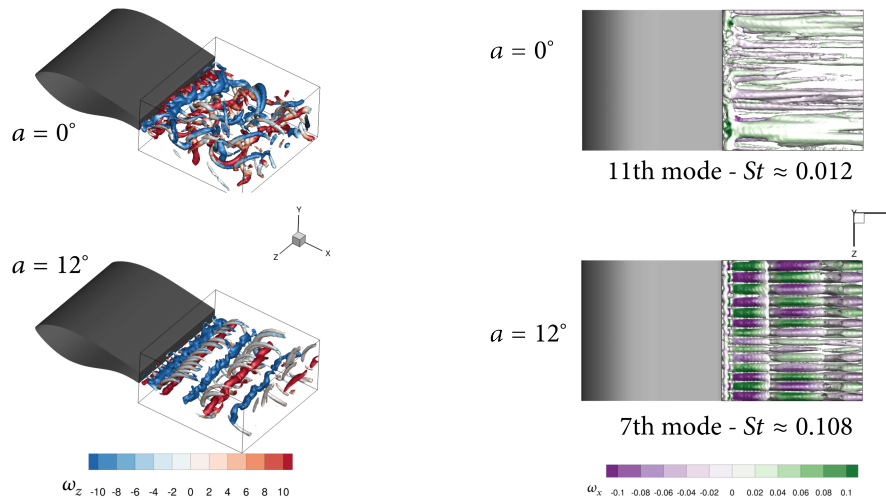 a = 0°
Y
X
Z
a = 12°
ω_z
-10 -8 -6 -4 -2 0 2 4 6 8 10
a = 0°
11th mode - St ≈ 0.012
Y
Z
a = 12°
7th mode - St ≈ 0.108
ω_x
-0.1 -0.08 -0.06 -0.04 -0.02 0 0.02 0.04 0.06 0.08 0.1